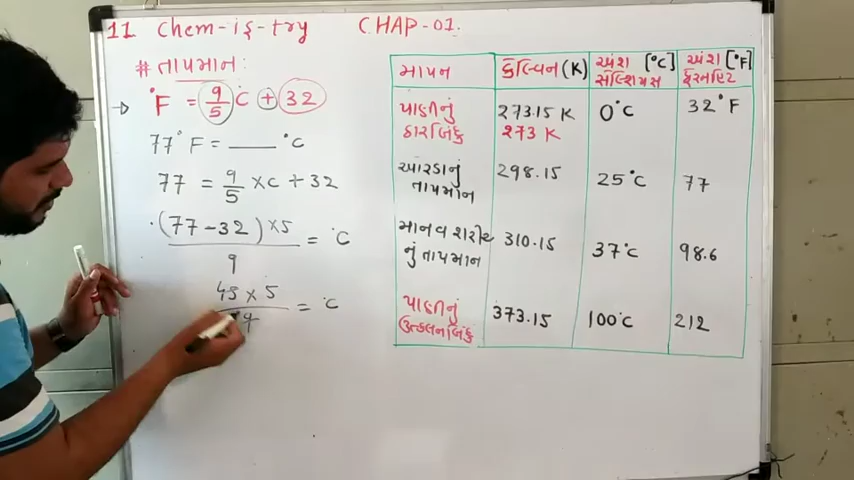 11 Chem-is-try CHAP-01.
# તાપમાન:
→ °F = 9/5 °C + 32
77°F = ____ °C
77 = 9/5 × C + 32
(77-32) × 5 / 9 = °C
45 × 5 / 9 = °C
માપન કેલ્વિન (K) અંશ સેલ્શિયસ [°C] અંશ ફેરનહિટ [°F]
પાણીનું ઠારબિંદુ 273.15 K 273 K 0°C 32°F
ઓરડાનું તાપમાન 298.15 25°C 77
માનવ શરીર નું તાપમાન 310.15 37°C 98.6
પાણીનું ઉત્કલનબિંદુ 373.15 100°C 212